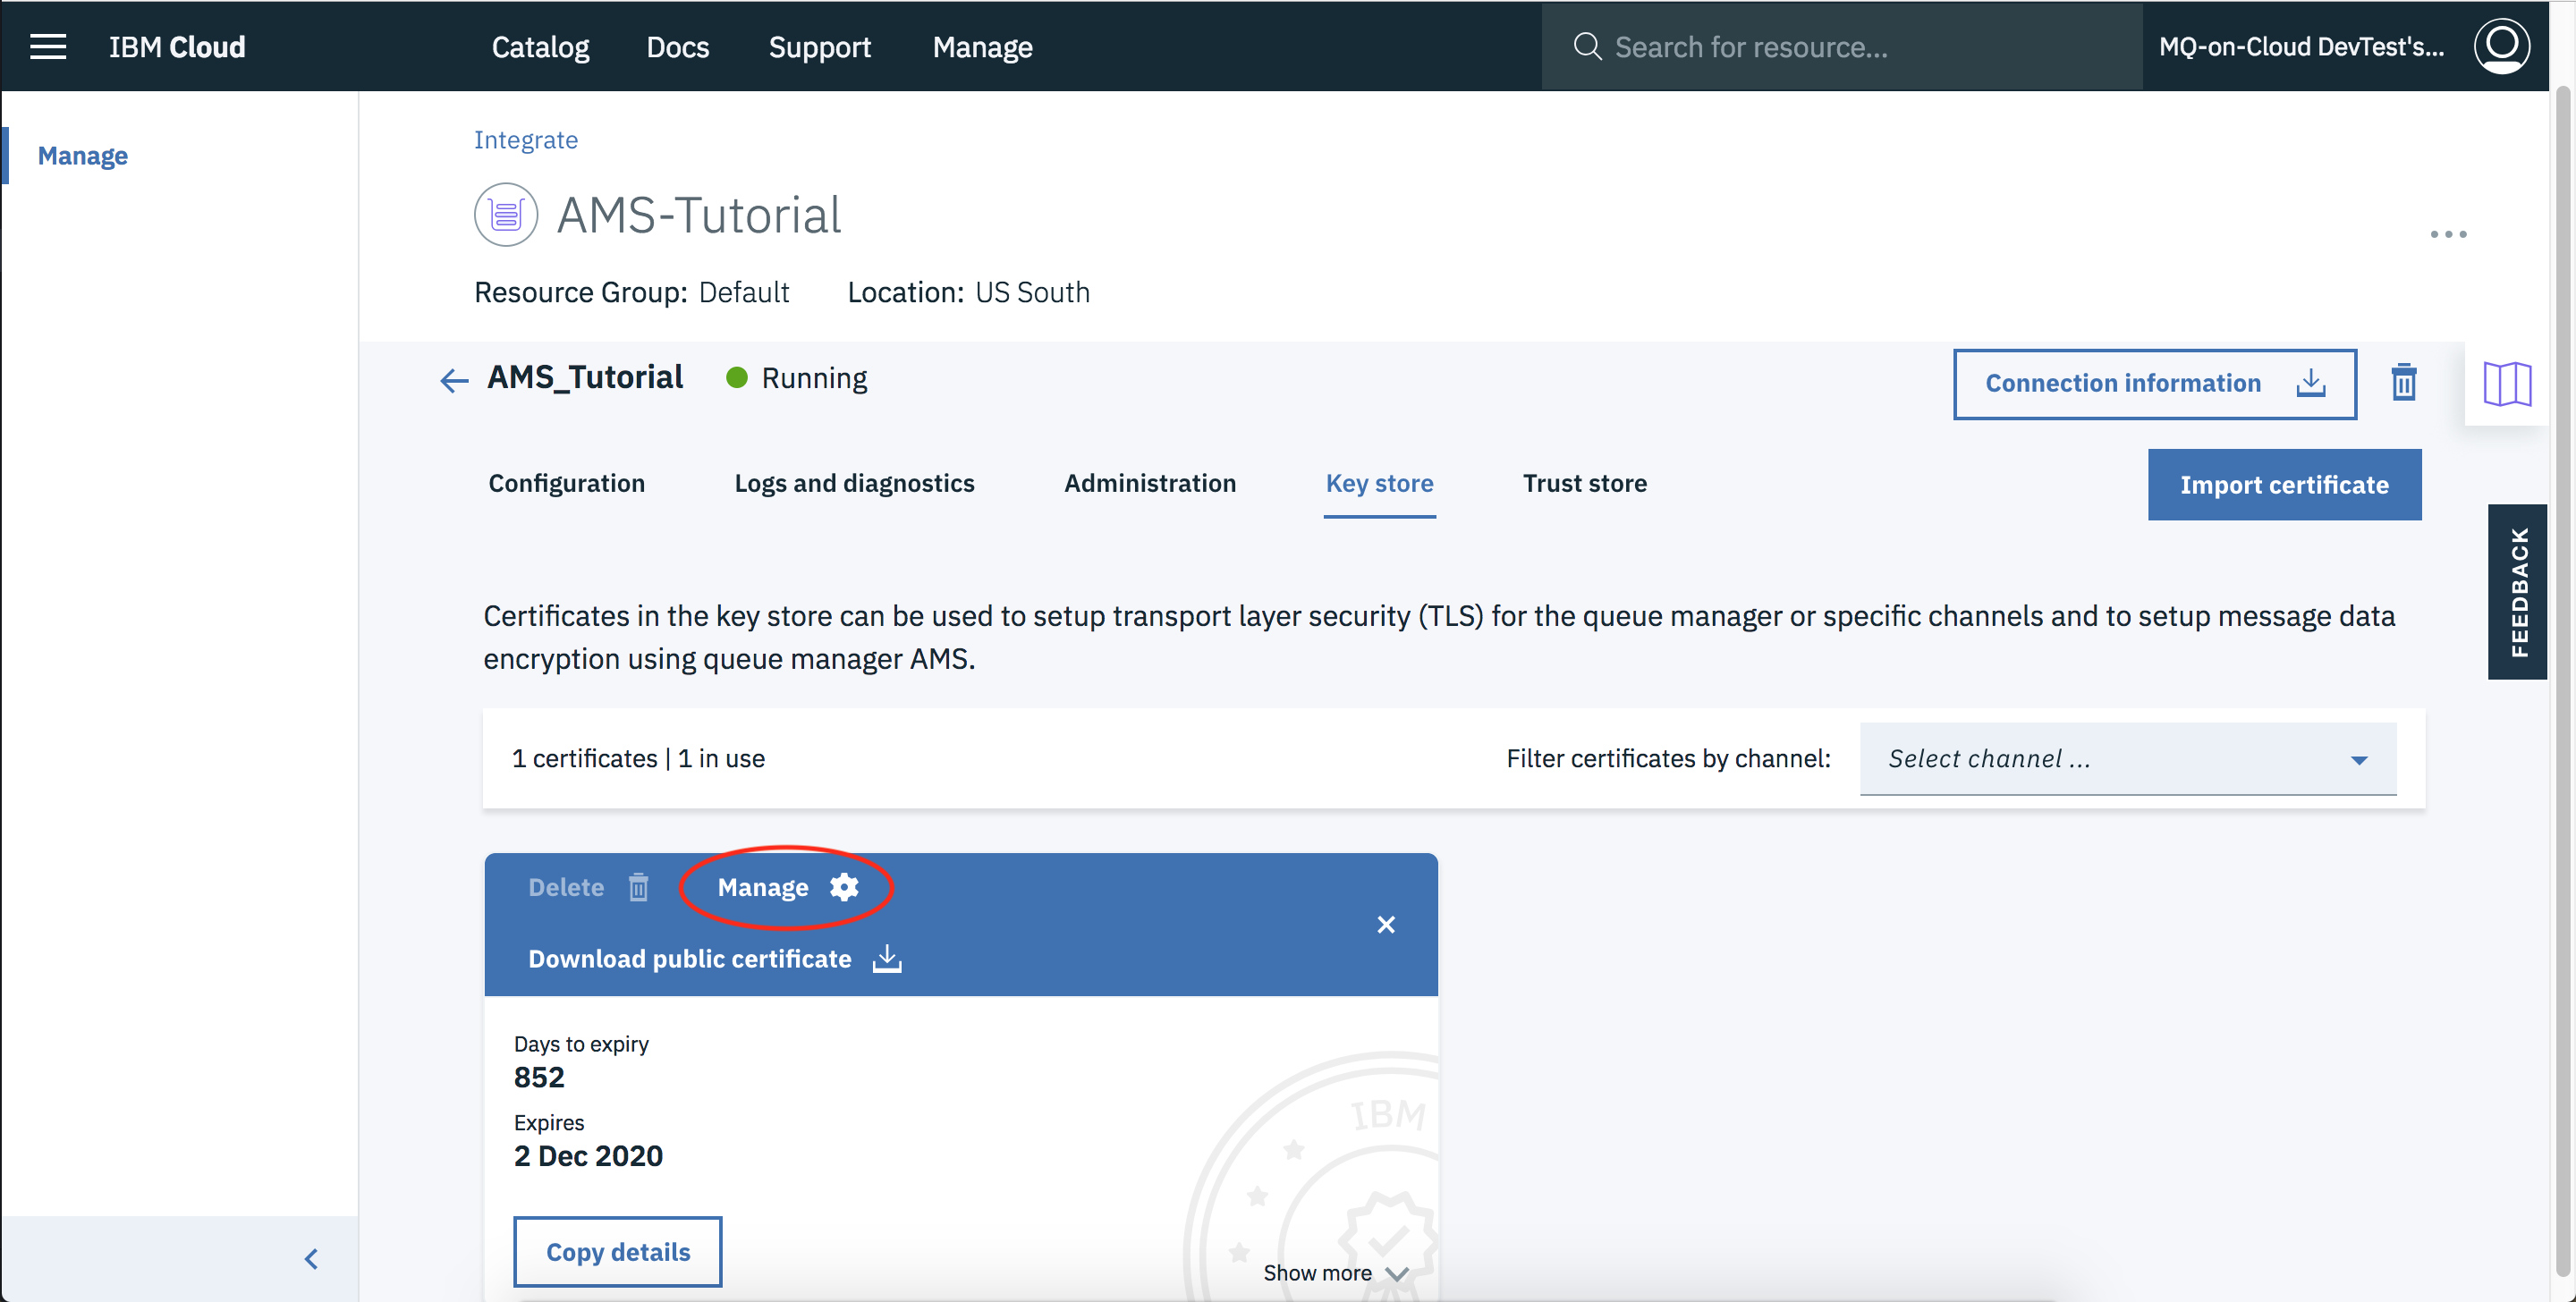 IBM Cloud
Catalog
Docs
Support
Manage
Search for resource...
MQ-on-Cloud DevTest's...
Manage
Integrate
AMS-Tutorial
Resource Group: Default
Location: US South
AMS_Tutorial
Running
Connection information
Configuration
Logs and diagnostics
Administration
Key store
Trust store
Import certificate
FEEDBACK
Certificates in the key store can be used to setup transport layer security (TLS) for the queue manager or specific channels and to setup message data
encryption using queue manager AMS.
1 certificates | 1 in use
Filter certificates by channel:
Select channel ...
Delete
Manage
Download public certificate
Days to expiry
852
Expires
2 Dec 2020
IBM
Copy details
Show more